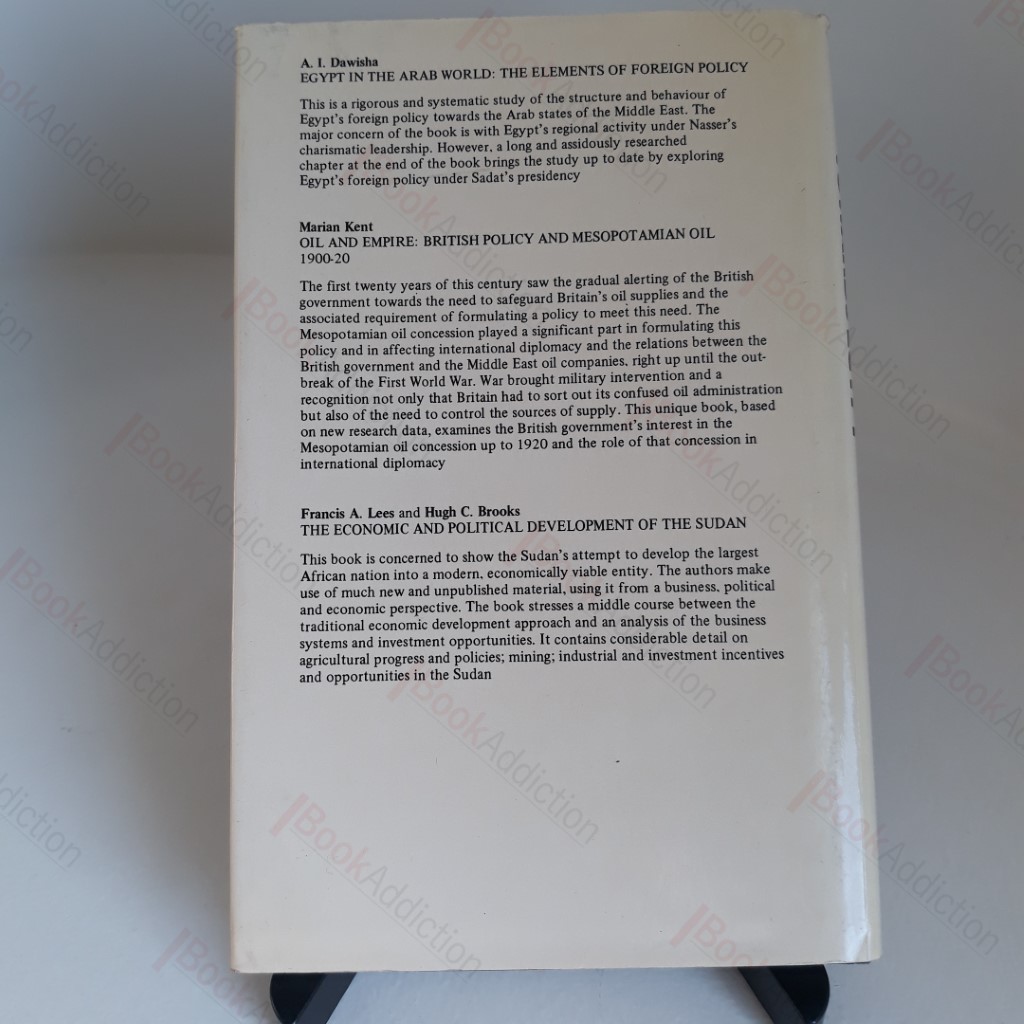 A. I. Dawisha
EGYPT IN THE ARAB WORLD: THE ELEMENTS OF FOREIGN POLICY
This is a rigorous and systematic study of the structure and behaviour of
Egypt's foreign policy towards the Arab states of the Middle East. The
major concern of the book is with Egypt's regional activity under Nasser's
charismatic leadership. However, a long and assidously researched
chapter at the end of the book brings the study up to date by exploring
Egypt's foreign policy under Sadat's presidency
Marian Kent
OIL AND EMPIRE: BRITISH POLICY AND MESOPOTAMIAN OIL
1900-20
The first twenty years of this century saw the gradual alerting of the British
government towards the need to safeguard Britain's oil supplies and the
associated requirement of formulating a policy to meet this need. The
Mesopotamian oil concession played a significant part in formulating this
policy and in affecting international diplomacy and the relations between the
British government and the Middle East oil companies, right up until the out-
break of the First World War. War brought military intervention and a
recognition not only that Britain had to sort out its confused oil administration
but also of the need to control the sources of supply. This unique book, based
on new research data, examines the British government's interest in the
Mesopotamian oil concession up to 1920 and the role of that concession in
international diplomacy
Francis A. Lees and Hugh C. Brooks
THE ECONOMIC AND POLITICAL DEVELOPMENT OF THE SUDAN
This book is concerned to show the Sudan's attempt to develop the largest
African nation into a modern, economically viable entity. The authors make
use of much new and unpublished material, using it from a business, political
and economic perspective. The book stresses a middle course between the
traditional economic development approach and an analysis of the business
systems and investment opportunities. It contains considerable detail on
agricultural progress and policies; mining; industrial and investment incentives
and opportunities in the Sudan
BookAddiction